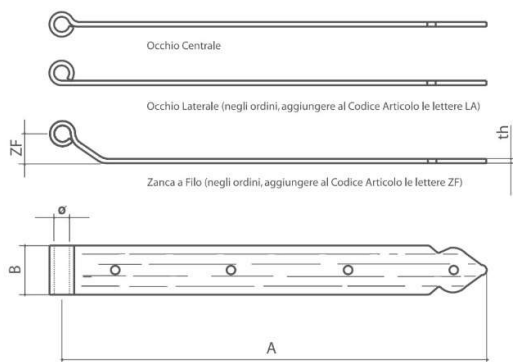 Occhio Centrale
Occhio Laterale (negli ordini, aggiungere al Codice Articolo le lettere LA)
ZF
th
Zanca a Filo (negli ordini, aggiungere al Codice Articolo le lettere ZF)
ø
B
A